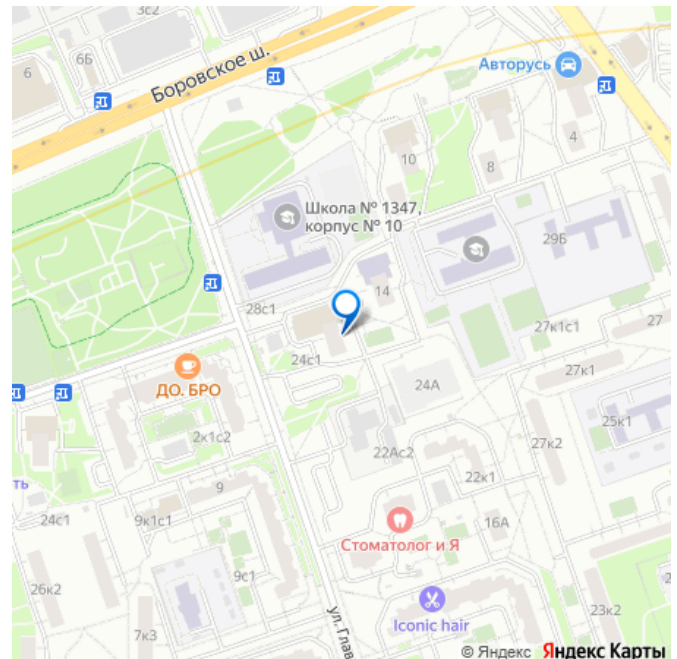 3с2
6
6Б
Боровское ш.
Авторусь
4
10
8
Школа № 1347,
корпус № 10
29Б
14
28с1
27к1с1
27
24с1
27к1
ДО. БРО
24А
25к1
2к1с2
27к2
22Ас2
ть
9
22к1
24с1
9к1с1
16А
Стоматолог и Я
26к2
9с1
2
23к2
Iconic hair
7к3
ул. Глав
© Яндекс Яндекс Карты